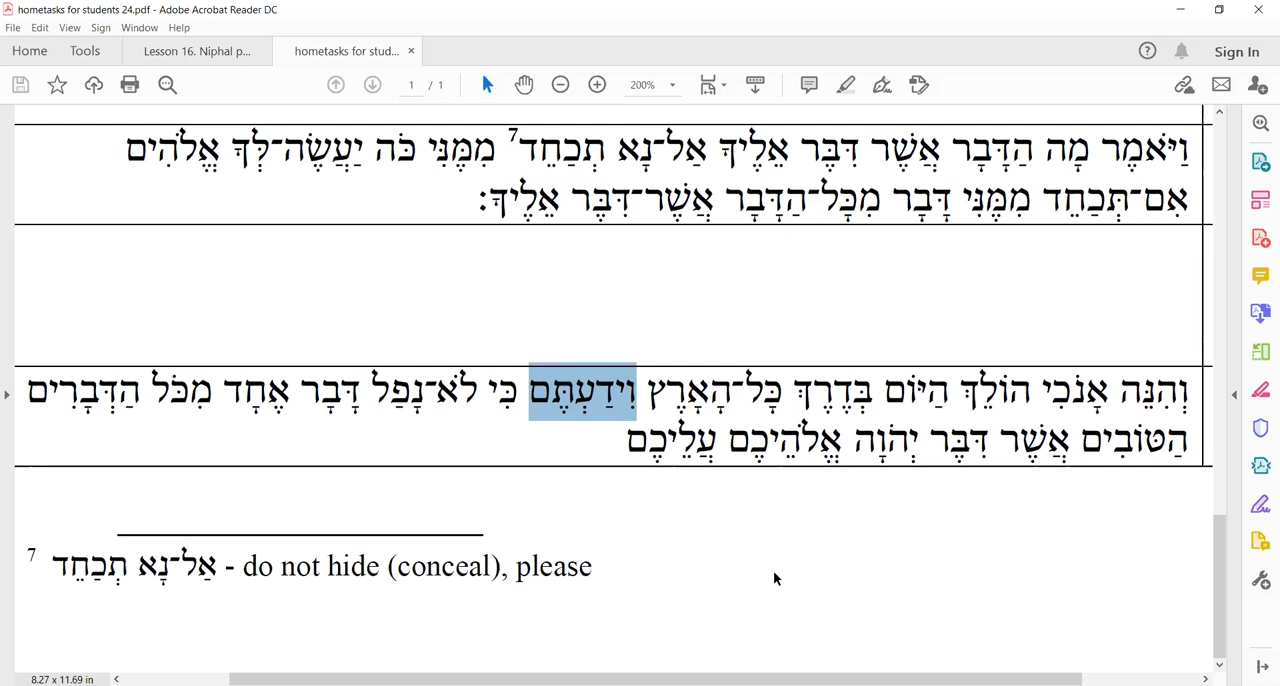 hometasks for students 24.pdf - Adobe Acrobat Reader DC
File Edit View Sign Window Help
Home Tools Lesson 16. Niphal p... hometasks for stud... × Sign In
1 / 1 200%
וַיֹּאמֶר מָה הַדָּבָר אֲשֶׁר דִּבֶּר אֵלֶיךָ אַל־נָא תְכַחֵד7 מִמֶּנִּי כֹּה יַעֲשֶׂה־לְּךָ אֱלֹהִים
אִם־תְּכַחֵד מִמֶּנִּי דָּבָר מִכָּל־הַדָּבָר אֲשֶׁר־דִּבֶּר אֵלֶיךָ:
וְהִנֵּה אָנֹכִי הוֹלֵךְ הַיּוֹם בְּדֶרֶךְ כָּל־הָאָרֶץ וִידַעְתֶּם כִּי לֹא־נָפַל דָּבָר אֶחָד מִכֹּל הַדְּבָרִים
הַטּוֹבִים אֲשֶׁר דִּבֶּר יְהֹוָה אֱלֹהֵיכֶם עֲלֵיכֶם
7 אַל־נָא תְכַחֵד - do not hide (conceal), please
8.27 x 11.69 in